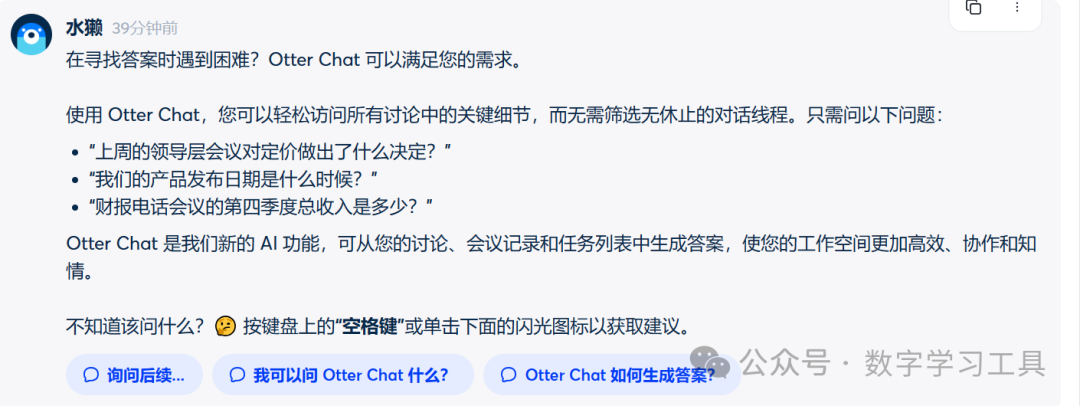 水獭 39分钟前
在寻找答案时遇到困难？Otter Chat 可以满足您的需求。
使用 Otter Chat，您可以轻松访问所有讨论中的关键细节，而无需筛选无休止的对话线程。只需问以下问题：
• “上周的领导层会议对定价做出了什么决定？”
• “我们的产品发布日期是什么时候？”
• “财报电话会议的第四季度总收入是多少？”
Otter Chat 是我们新的 AI 功能，可从您的讨论、会议记录和任务列表中生成答案，使您的工作空间更加高效、协作和知
情。
不知道该问什么？🤔 按键盘上的“空格键”或单击下面的闪光图标以获取建议。
询问后续... 我可以问 Otter Chat 什么？ Otter Chat 如何生成答案？
公众号 · 数字学习工具